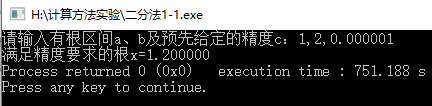 H:\计算方法实验\二分法1-1.exe
请输入有根区间a、b及预先给定的精度c：1,2,0.000001
满足精度要求的根x=1.200000
Process returned 0 (0x0)   execution time : 751.188 s
Press any key to continue.